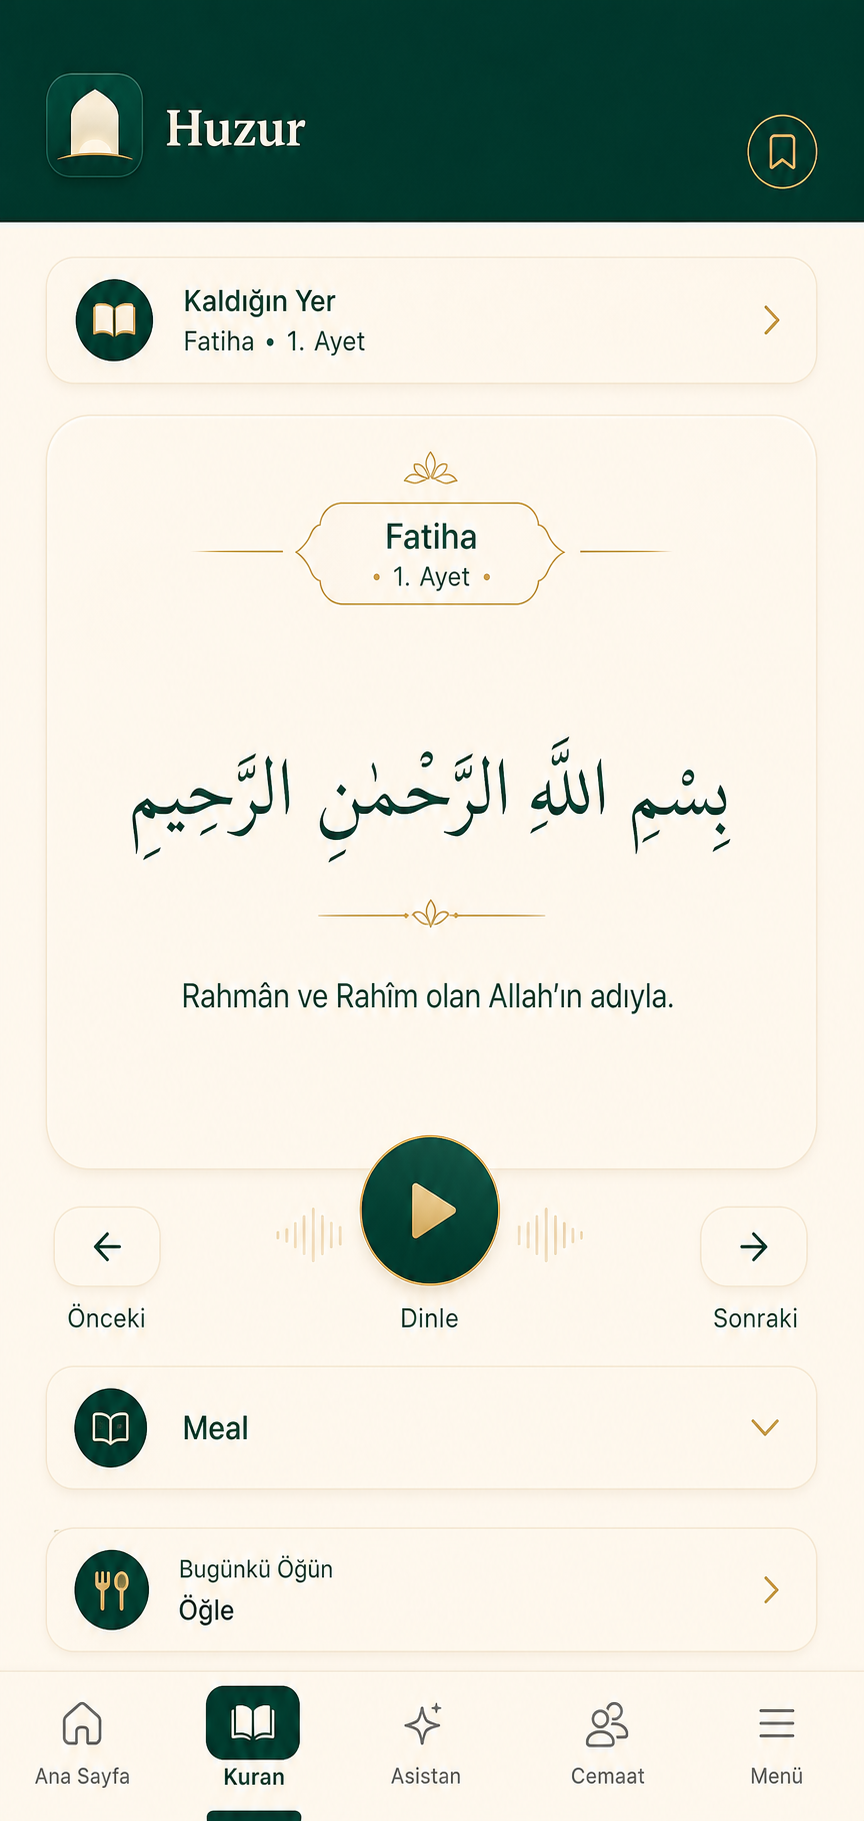 Huzur
Kaldığın Yer
Fatiha • 1. Ayet
Fatiha
• 1. Ayet •
بِسْمِ اللَّهِ الرَّحْمٰنِ الرَّحِيمِ
Rahmân ve Rahîm olan Allah’ın adıyla.
Önceki
Dinle
Sonraki
Meal
Bugünkü Öğün
Öğle
Ana Sayfa
Kuran
Asistan
Cemaat
Menü